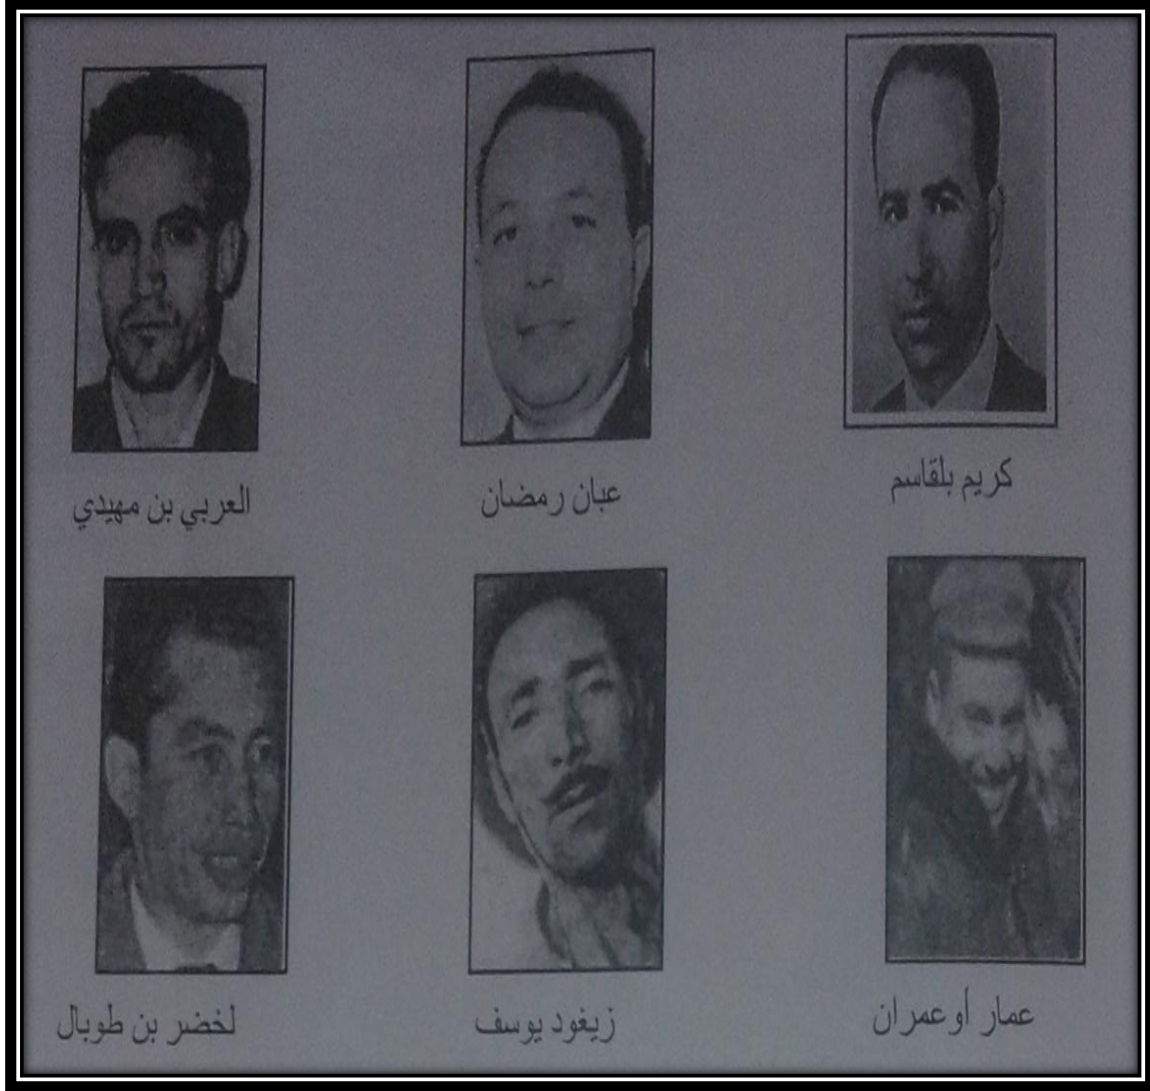 كريم بلقاسم
عبان رمضان
العربي بن مهيدي
عمار أوعمران
زيغود يوسف
لخضر بن طوبال